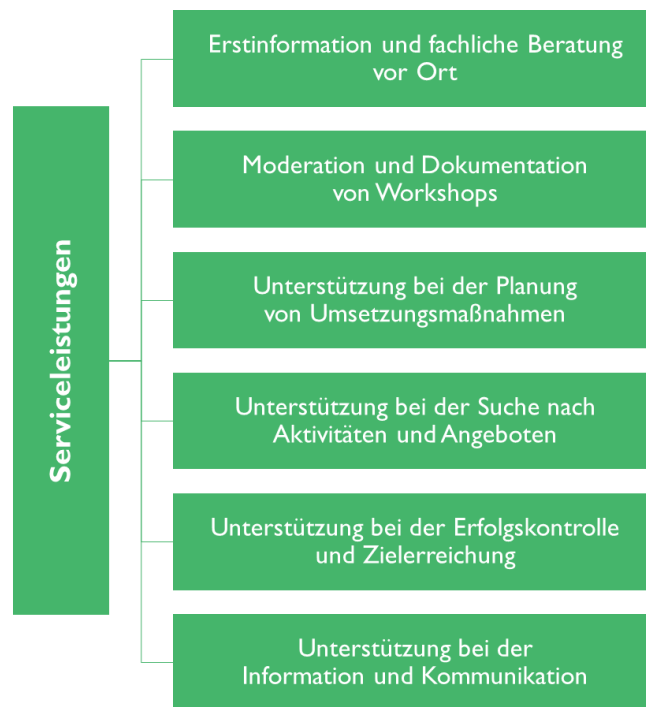 Serviceleistungen
Erstinformation und fachliche Beratung
vor Ort
Moderation und Dokumentation
von Workshops
Unterstützung bei der Planung
von Umsetzungsmaßnahmen
Unterstützung bei der Suche nach
Aktivitäten und Angeboten
Unterstützung bei der Erfolgskontrolle
und Zielerreichung
Unterstützung bei der
Information und Kommunikation